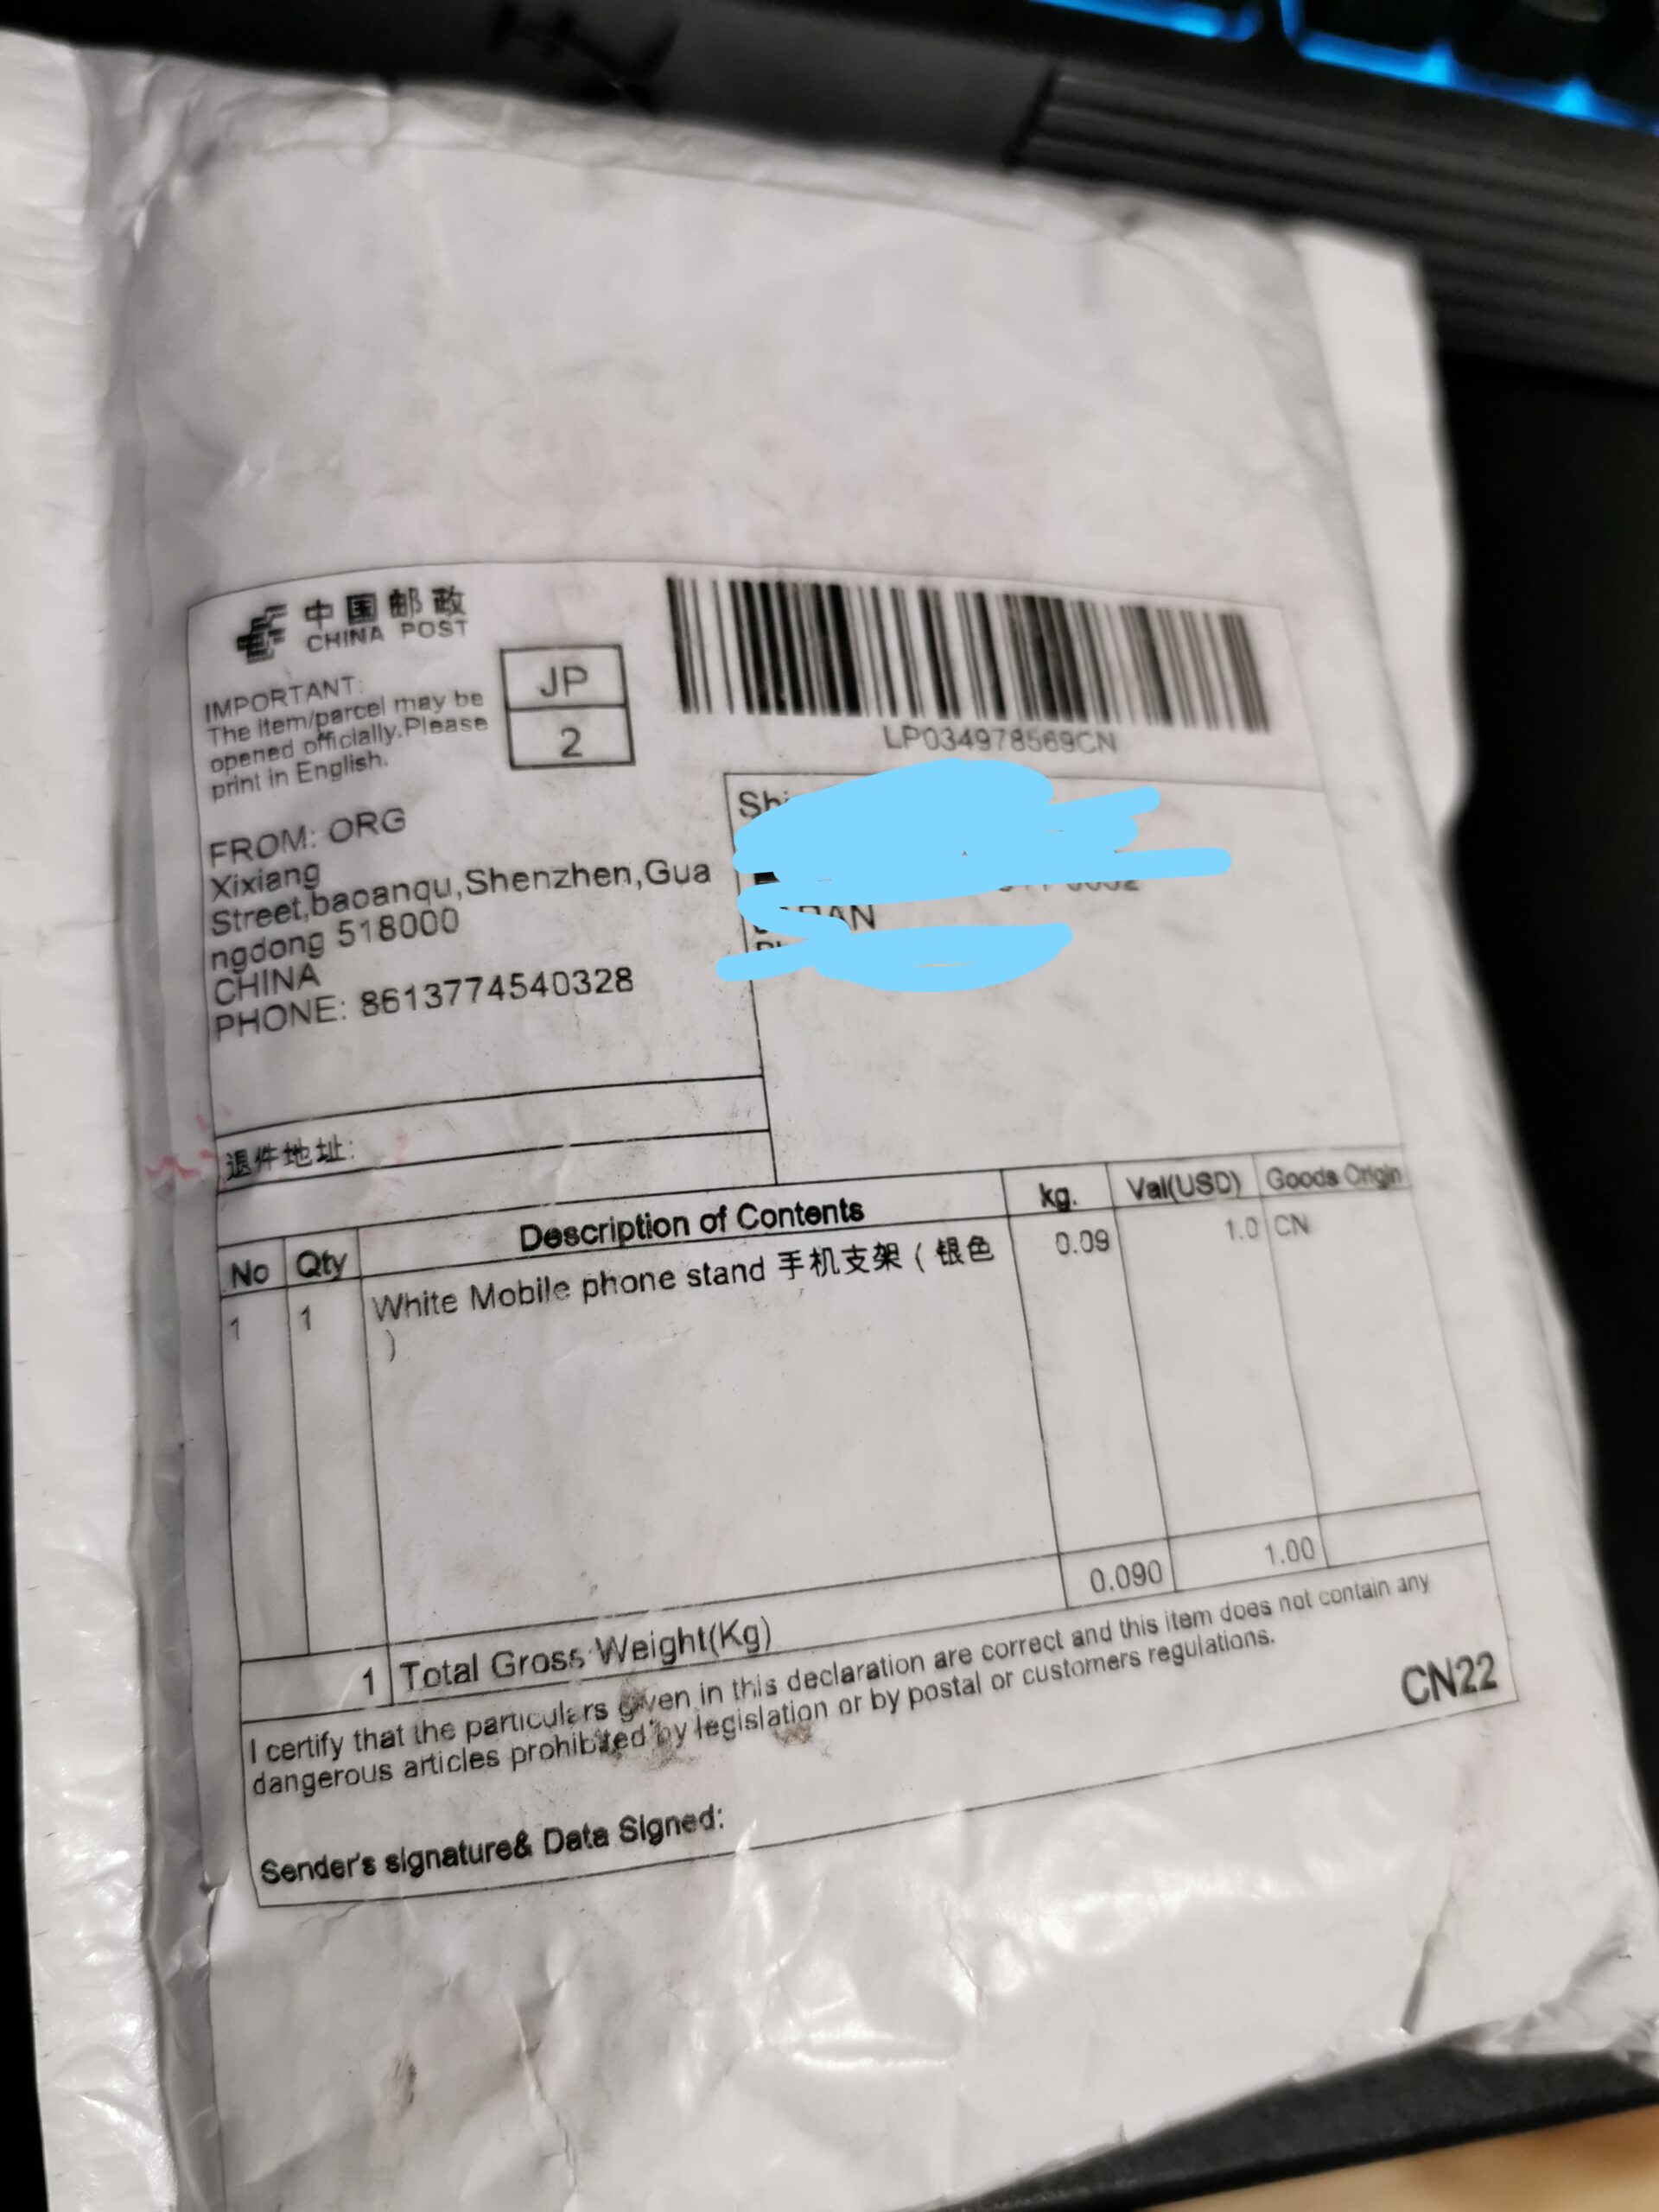 中国邮政
CHINA POST
IMPORTANT:
The item/parcel may be
opened officially.Please
print in English.
JP
2
LP034978569CN
FROM: ORG
Xixiang
Street,baoanqu,Shenzhen,Gua
ngdong 518000
CHINA
PHONE: 8613774540328
退件地址:
No Qty Description of Contents kg. Val(USD) Goods Origin
1 1 White Mobile phone stand 手机支架 ( 银色 0.09 1.0 CN
)
1 Total Gross Weight(Kg) 0.090 1.00
I certify that the particulars given in this declaration are correct and this item does not contain any
dangerous articles prohibited by legislation or by postal or customers regulations.
CN22
Sender's signature& Data Signed: